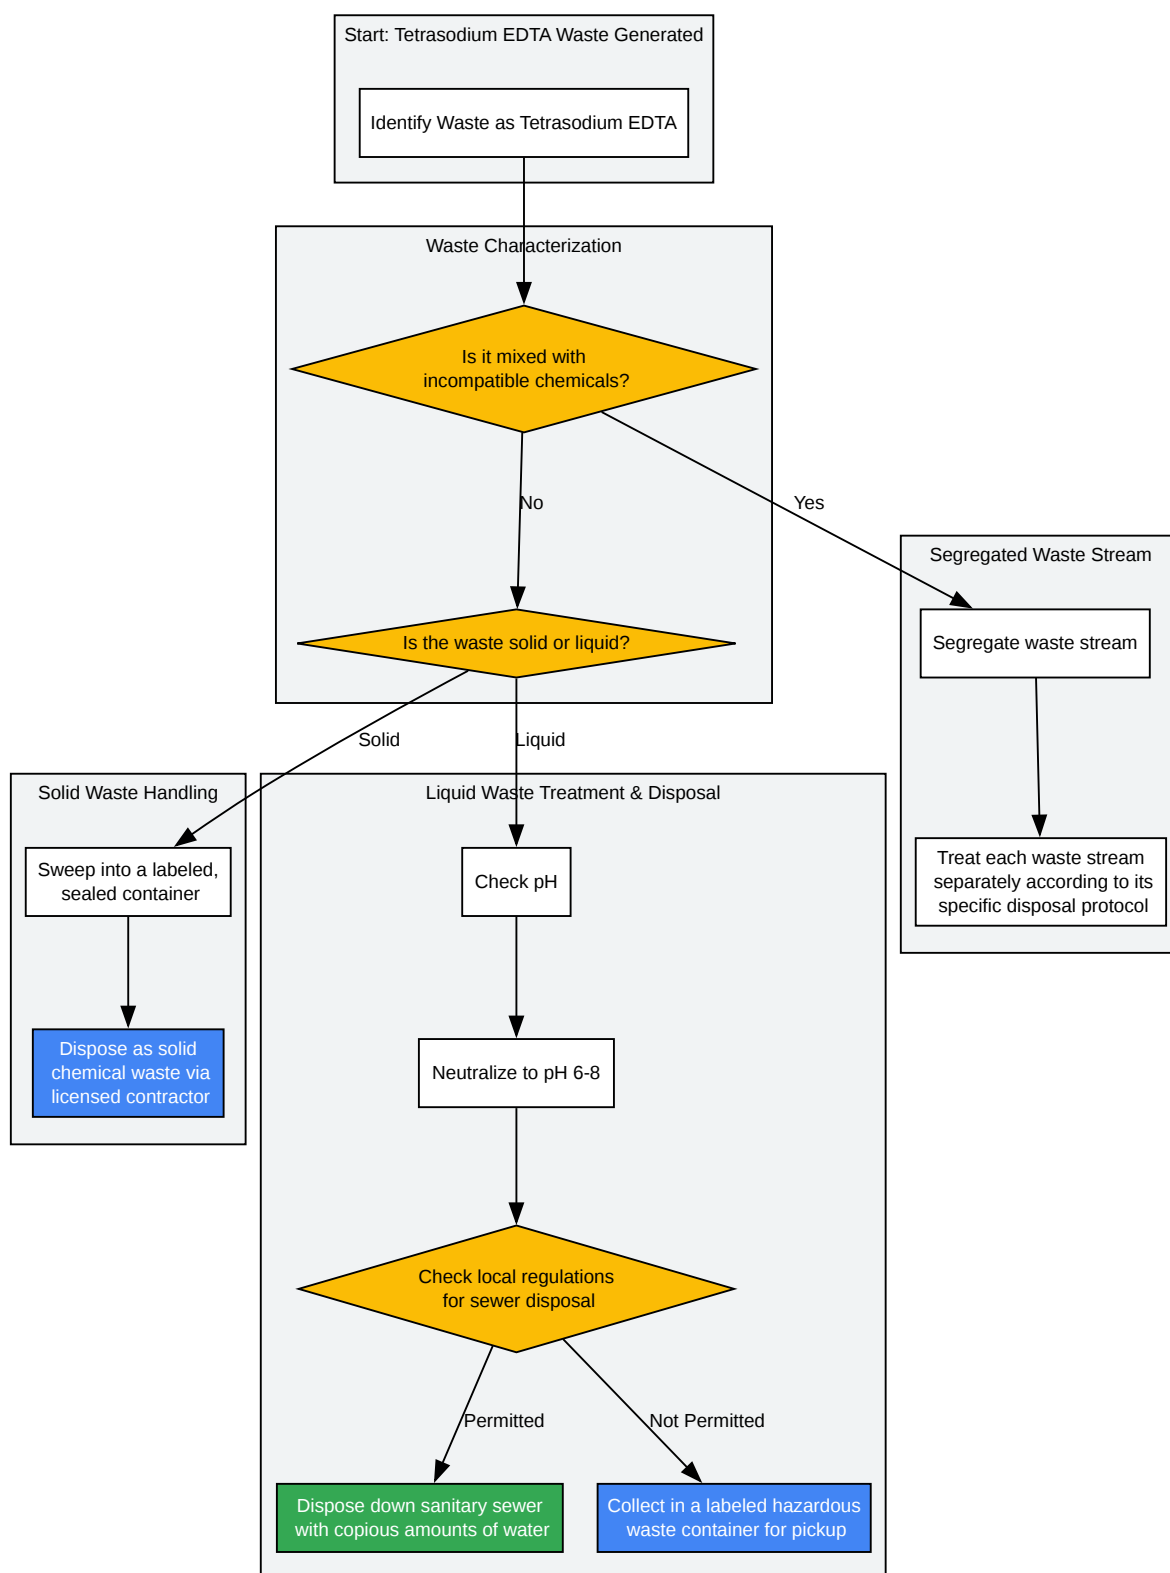 Start: Tetrasodium EDTA Waste Generated
Identify Waste as Tetrasodium EDTA
Waste Characterization
Is it mixed with
incompatible chemicals?
No
Yes
Segregated Waste Stream
Segregate waste stream
Is the waste solid or liquid?
Solid
Liquid
Solid Waste Handling
Liquid Waste Treatment & Disposal
Sweep into a labeled,
sealed container
Check pH
Treat each waste stream
separately according to its
specific disposal protocol
Dispose as solid
chemical waste via
licensed contractor
Neutralize to pH 6-8
Check local regulations
for sewer disposal
Permitted
Not Permitted
Dispose down sanitary sewer
with copious amounts of water
Collect in a labeled hazardous
waste container for pickup